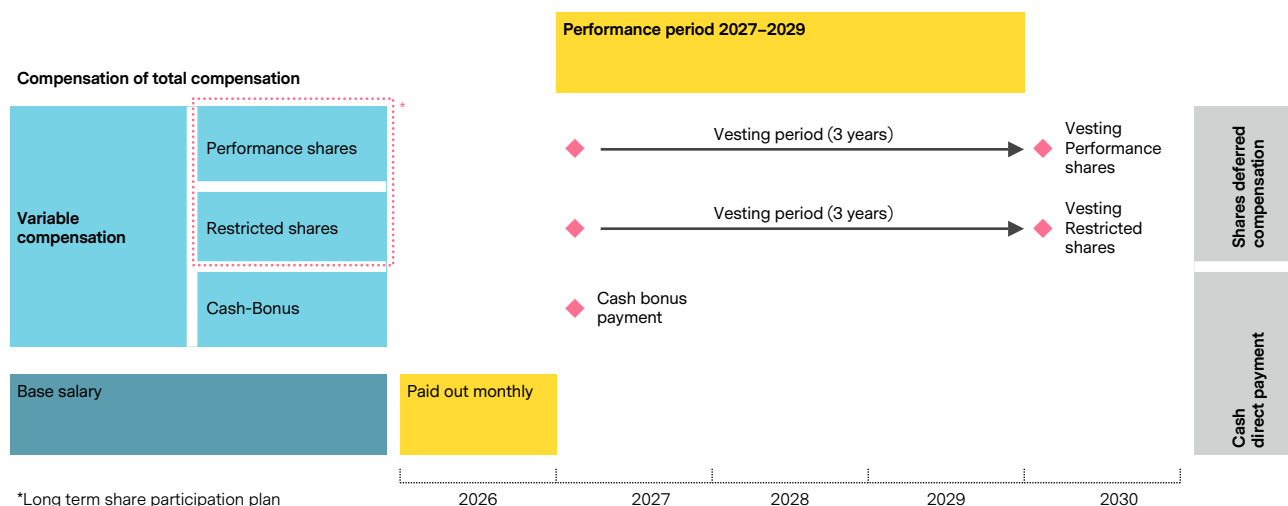 Performance period 2027–2029
Compensation of total compensation
*
Performance shares
Vesting period (3 years)
Vesting
Performance
shares
Shares deferred
compensation
Variable
compensation
Restricted shares
Vesting period (3 years)
Vesting
Restricted
shares
Cash-Bonus
Cash bonus
payment
Cash
direct payment
Base salary
Paid out monthly
*Long term share participation plan
2026
2027
2028
2029
2030